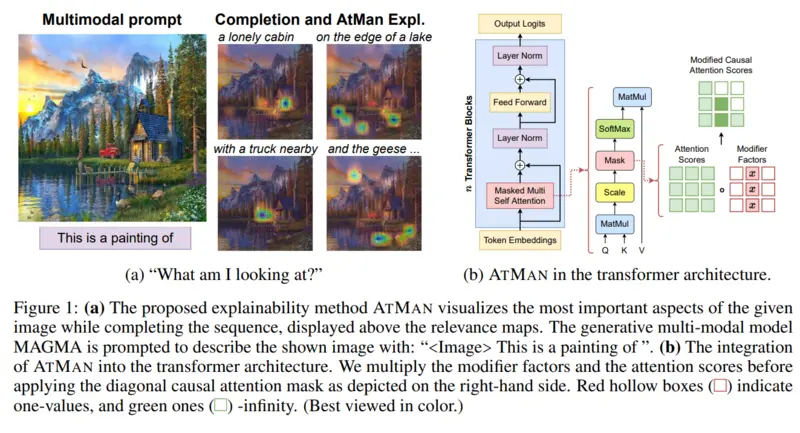 Multimodal prompt
This is a painting of
Completion and AtMan Expl.
a lonely cabin
on the edge of a lake
with a truck nearby
and the geese ...
(a) “What am I looking at?”
Output Logits
Layer Norm
Feed Forward
Layer Norm
Masked Multi
Self Attention
Token Embeddings
n Transformer Blocks
MatMul
SoftMax
Mask
Scale
MatMul
Q K V
Modified Causal
Attention Scores
Attention
Scores
Modifier
Factors
o
x
x
x
(b) ATMAN in the transformer architecture.
Figure 1: (a) The proposed explainability method ATMAN visualizes the most important aspects of the given
image while completing the sequence, displayed above the relevance maps. The generative multi-modal model
MAGMA is prompted to describe the shown image with: “<Image> This is a painting of ”. (b) The integration
of ATMAN into the transformer architecture. We multiply the modifier factors and the attention scores before
applying the diagonal causal attention mask as depicted on the right-hand side. Red hollow boxes (□) indicate
one-values, and green ones (□) -infinity. (Best viewed in color.)